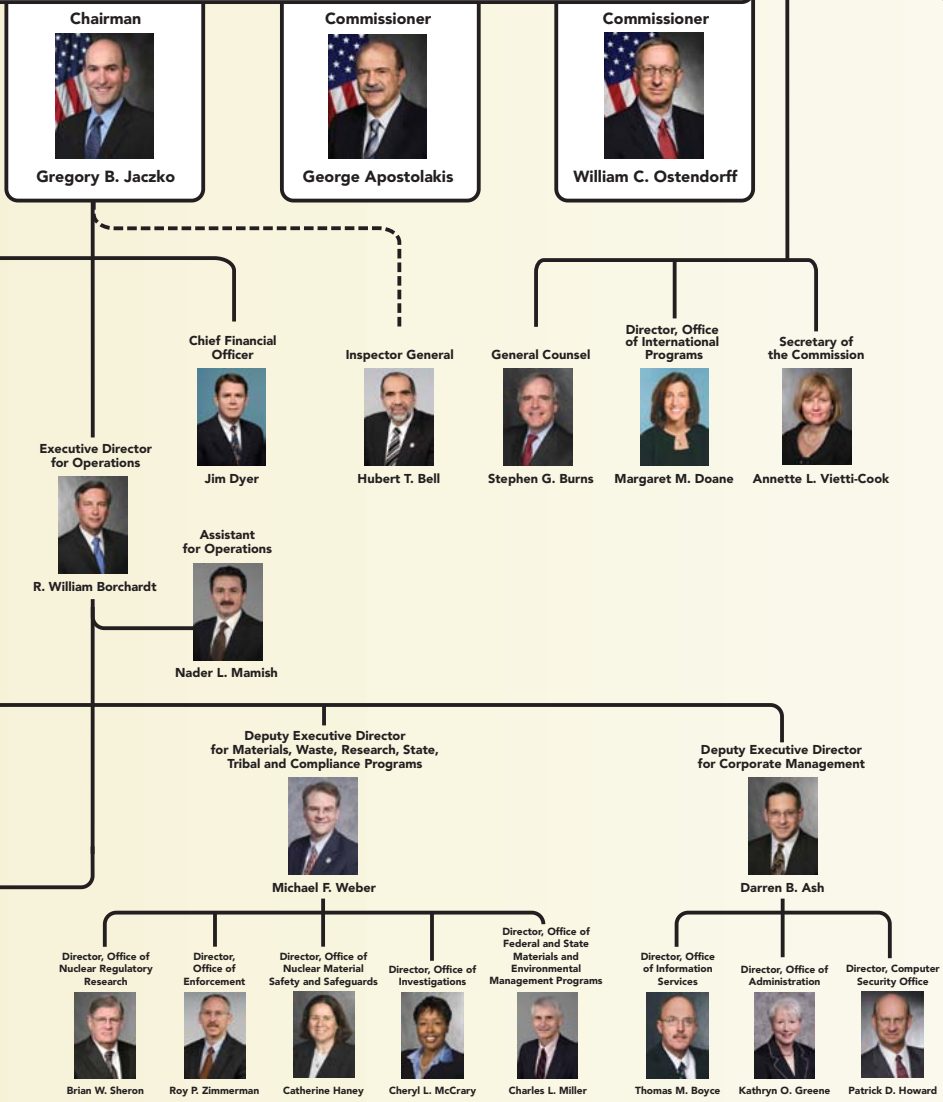 Chairman
Gregory B. Jaczko
Commissioner
George Apostolakis
Commissioner
William C. Ostendorff
Chief Financial
Officer
Jim Dyer
Inspector General
Hubert T. Bell
General Counsel
Stephen G. Burns
Director, Office
of International
Programs
Margaret M. Doane
Secretary of
the Commission
Annette L. Vietti-Cook
Executive Director
for Operations
R. William Borchardt
Assistant
for Operations
Nader L. Mamish
Deputy Executive Director
for Materials, Waste, Research, State,
Tribal and Compliance Programs
Michael F. Weber
Deputy Executive Director
for Corporate Management
Darren B. Ash
Director, Office of
Nuclear Regulatory
Research
Brian W. Sheron
Director,
Office of
Enforcement
Roy P. Zimmerman
Director, Office of
Nuclear Material
Safety and Safeguards
Catherine Haney
Director, Office of
Investigations
Cheryl L. McCrary
Director, Office of
Federal and State
Materials and
Environmental
Management Programs
Charles L. Miller
Director, Office
of Information
Services
Thomas M. Boyce
Director, Office of
Administration
Kathryn O. Greene
Director, Computer
Security Office
Patrick D. Howard